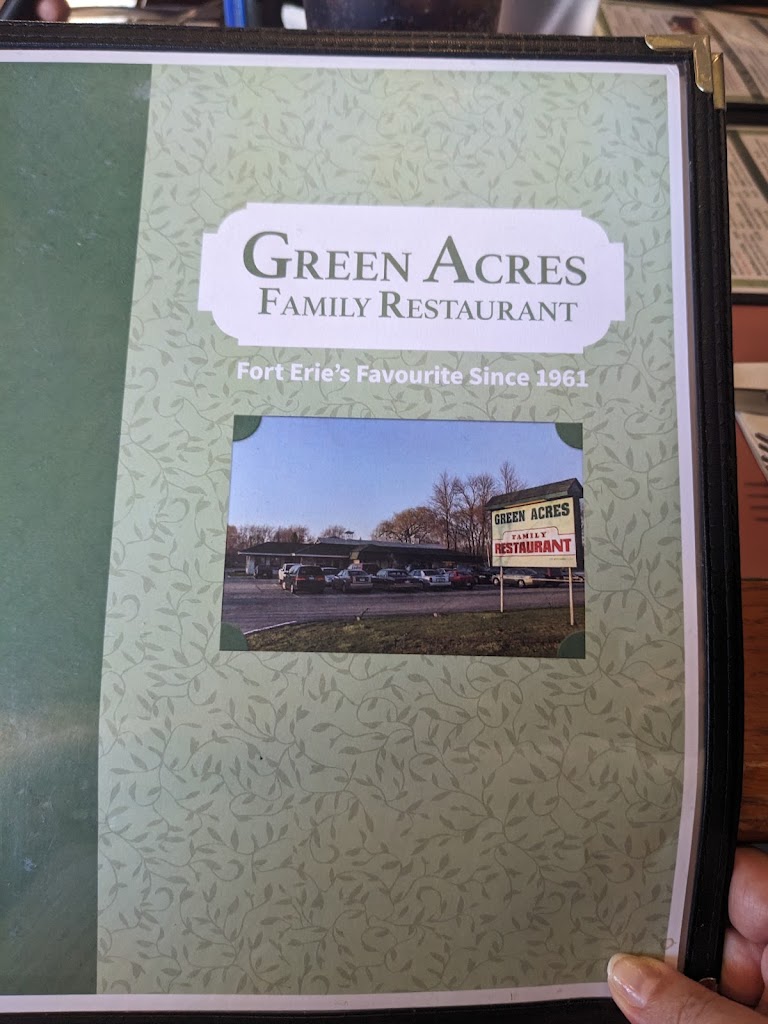 GREEN ACRES
FAMILY RESTAURANT
Fort Erie's Favourite Since 1961
GREEN ACRES
FAMILY
RESTAURANT